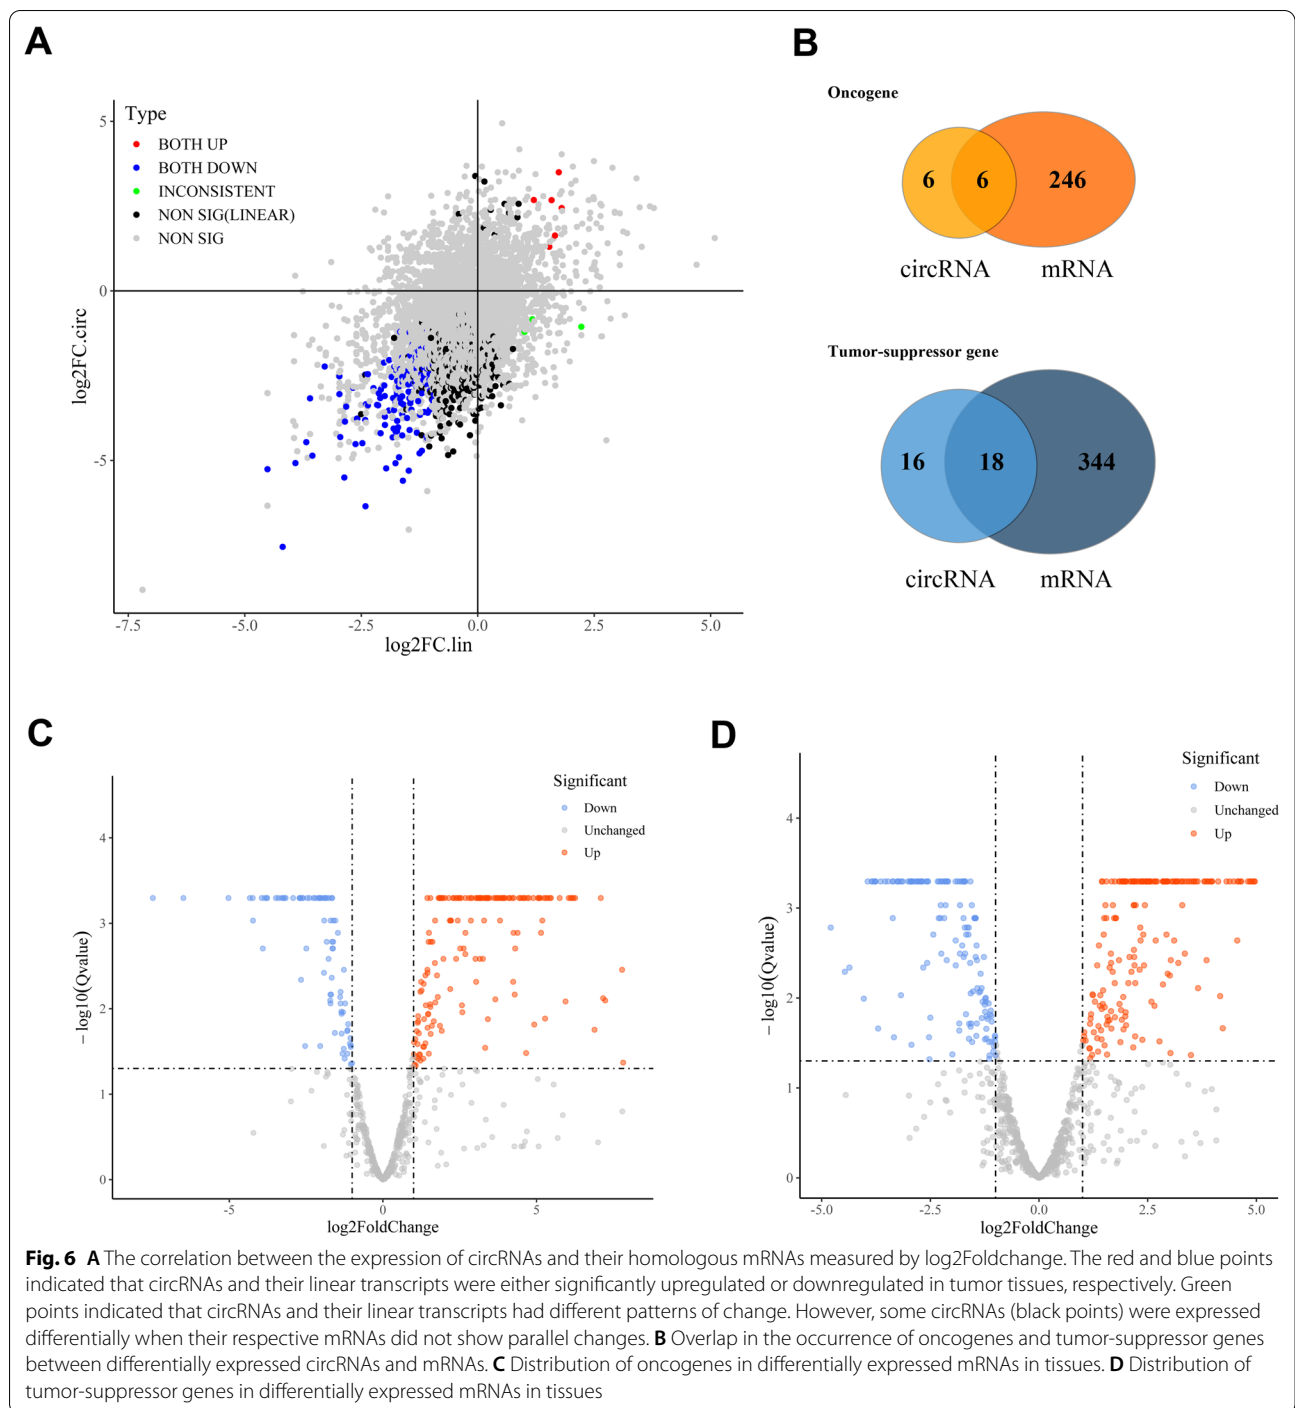 A
Type
BOTH UP
BOTH DOWN
INCONSISTENT
NON SIG(LINEAR)
NON SIG
5
0
-5
log2FC.circ
-7.5
-5.0
-2.5
0.0
2.5
5.0
log2FC.lin
B
Oncogene
6
6
246
circRNA
mRNA
Tumor-suppressor gene
16
18
344
circRNA
mRNA
C
Significant
Down
Unchanged
Up
4
3
2
1
0
− log10(Qvalue)
-5
0
5
log2FoldChange
D
Significant
Down
Unchanged
Up
4
3
2
1
0
− log10(Qvalue)
-5.0
-2.5
0.0
2.5
5.0
log2FoldChange
Fig. 6 A The correlation between the expression of circRNAs and their homologous mRNAs measured by log2Foldchange. The red and blue points
indicated that circRNAs and their linear transcripts were either significantly upregulated or downregulated in tumor tissues, respectively. Green
points indicated that circRNAs and their linear transcripts had different patterns of change. However, some circRNAs (black points) were expressed
differentially when their respective mRNAs did not show parallel changes. B Overlap in the occurrence of oncogenes and tumor-suppressor genes
between differentially expressed circRNAs and mRNAs. C Distribution of oncogenes in differentially expressed mRNAs in tissues. D Distribution of
tumor-suppressor genes in differentially expressed mRNAs in tissues